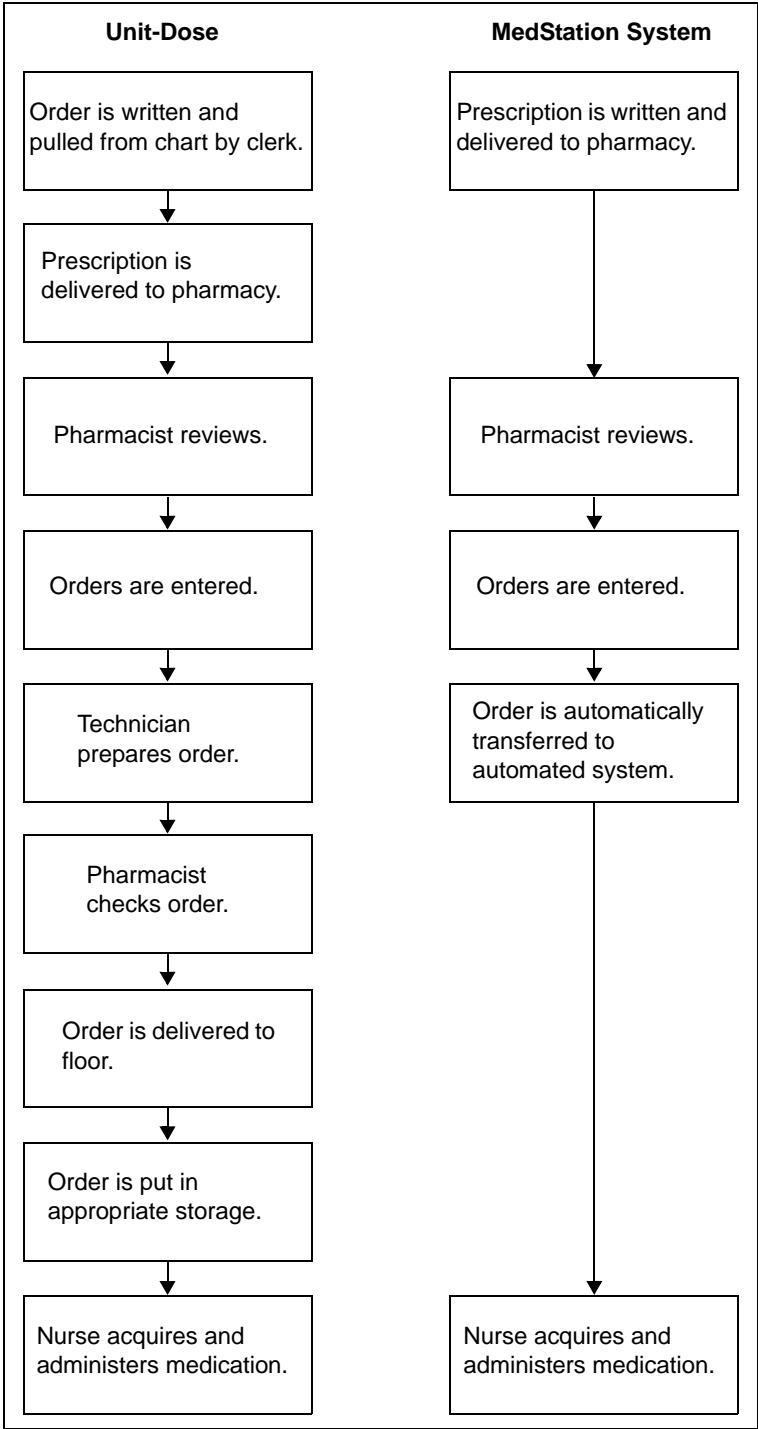 Unit-Dose
Order is written and
pulled from chart by clerk.
Prescription is
delivered to pharmacy.
Pharmacist reviews.
Orders are entered.
Technician
prepares order.
Pharmacist
checks order.
Order is delivered to
floor.
Order is put in
appropriate storage.
Nurse acquires and
administers medication.
MedStation System
Prescription is written and
delivered to pharmacy.
Pharmacist reviews.
Orders are entered.
Order is automatically
transferred to
automated system.
Nurse acquires and
administers medication.